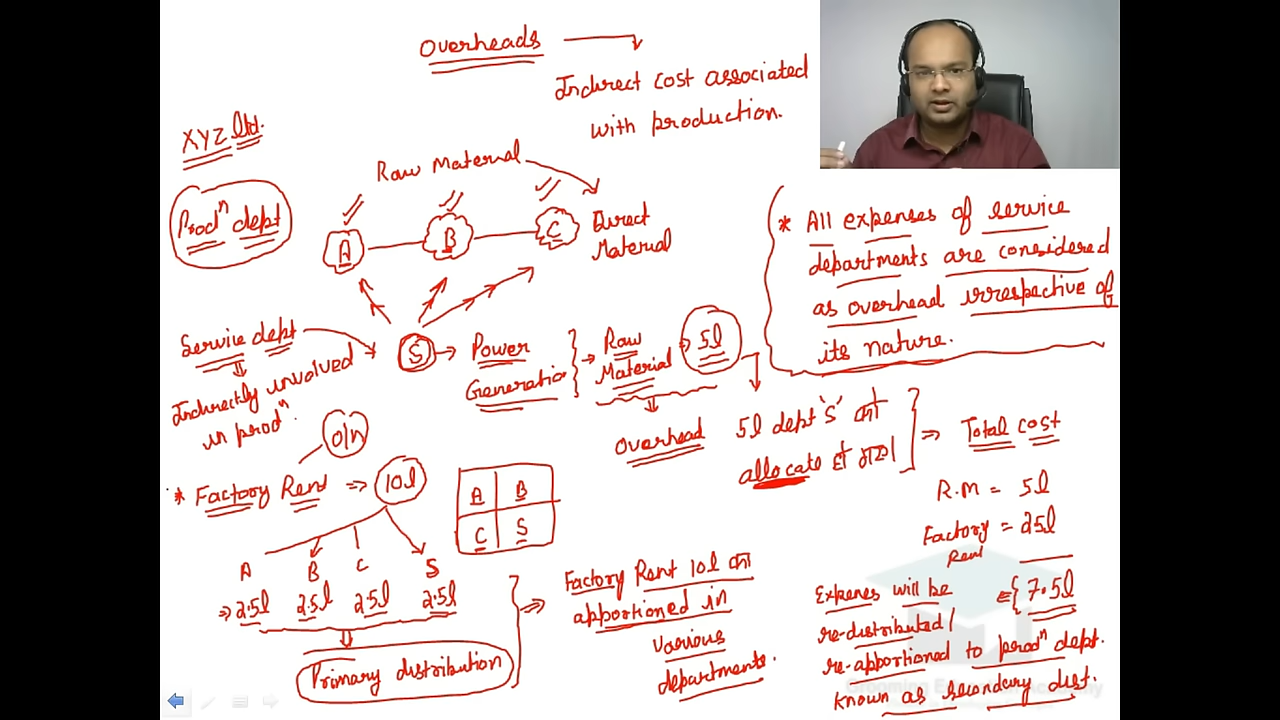 Overheads
Indirect cost associated
with production.
XYZ ltd.
Prodⁿ dept
Raw Material
A
B
C
Direct
Material
* All expenses of service
departments are considered
as overhead irrespective of
its nature.
Service dept
Indirectly involved
in prodⁿ.
S
Power
Generation
Raw
Material
5l
Overhead
5l dept 'S' को
allocate हो गया
Total cost
R.M = 5l
Factory = 25l
Rent
{ 7.5l
O/H
* Factory Rent ⇒ 10l
A B
C S
A B C S
⇒ 2.5l 2.5l 2.5l 2.5l
Primary distribution
Factory Rent 10l का
apportioned in
various
departments.
Expenes will be
re-distributed/
re-apportioned to prodⁿ dept.
known as secondary dist.